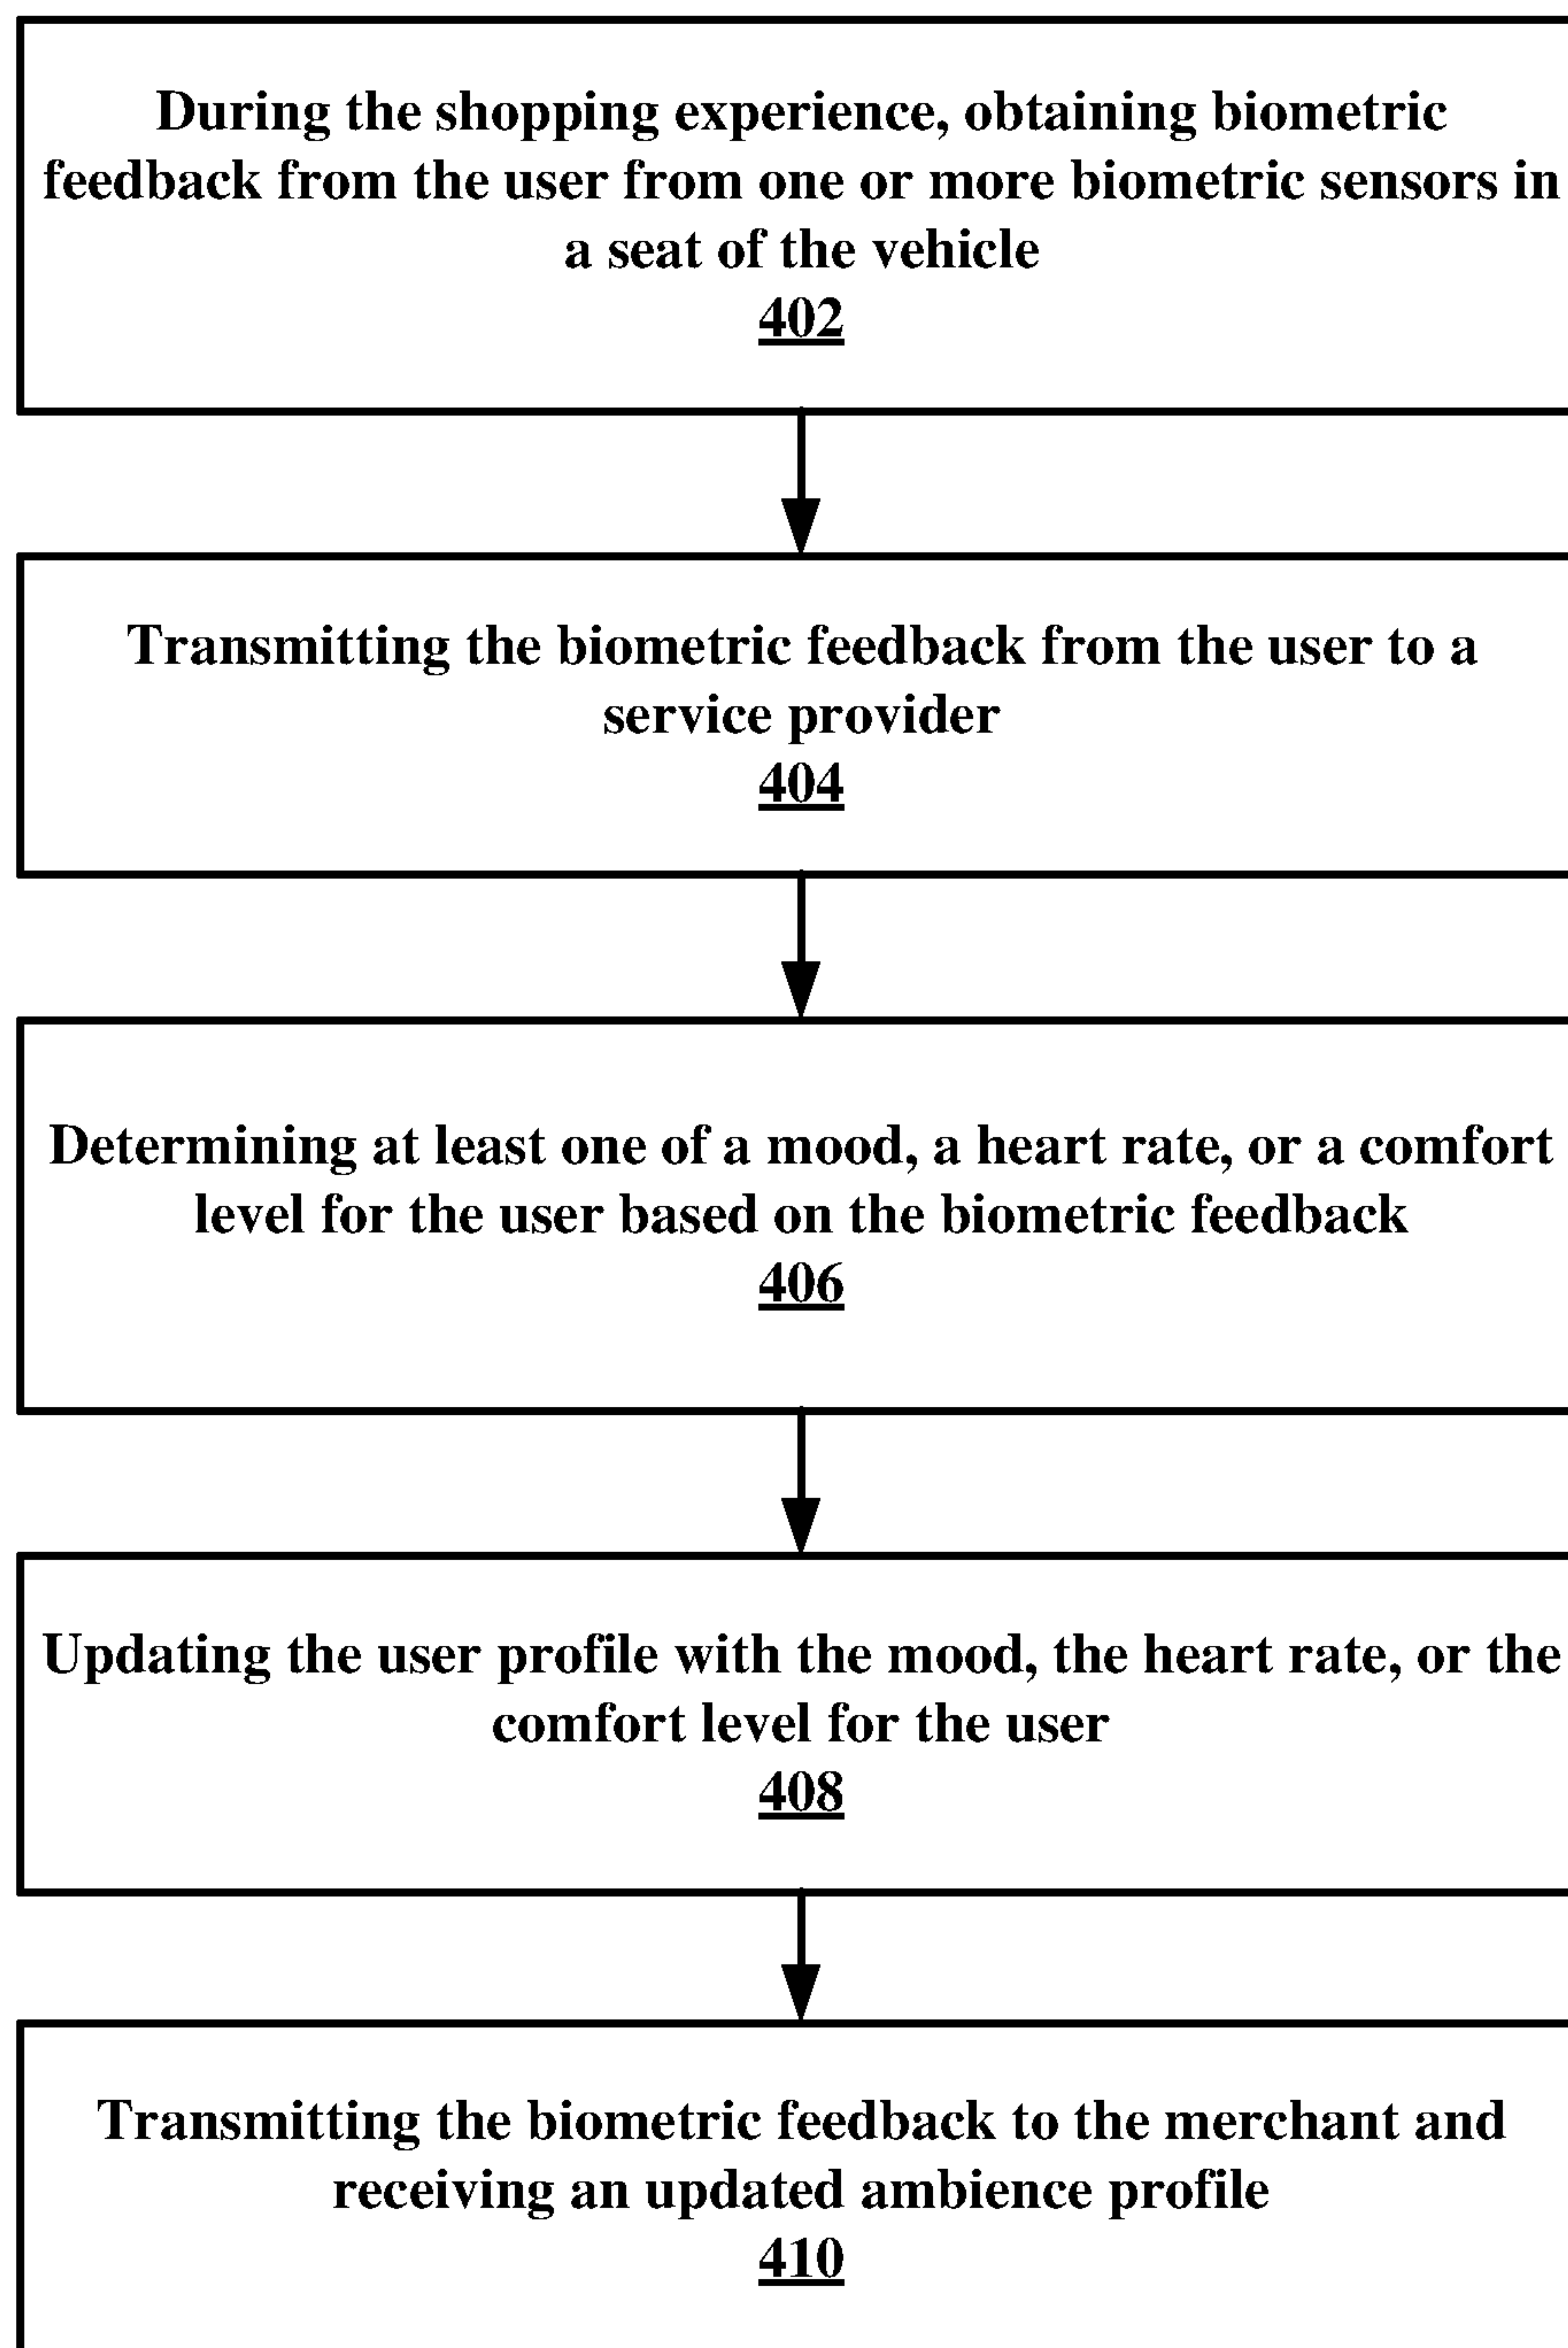 During the shopping experience, obtaining biometric
feedback from the user from one or more biometric sensors in
a seat of the vehicle
402
Transmitting the biometric feedback from the user to a
service provider
404
Determining at least one of a mood, a heart rate, or a comfort
level for the user based on the biometric feedback
406
Updating the user profile with the mood, the heart rate, or the
comfort level for the user
408
Transmitting the biometric feedback to the merchant and
receiving an updated ambience profile
410